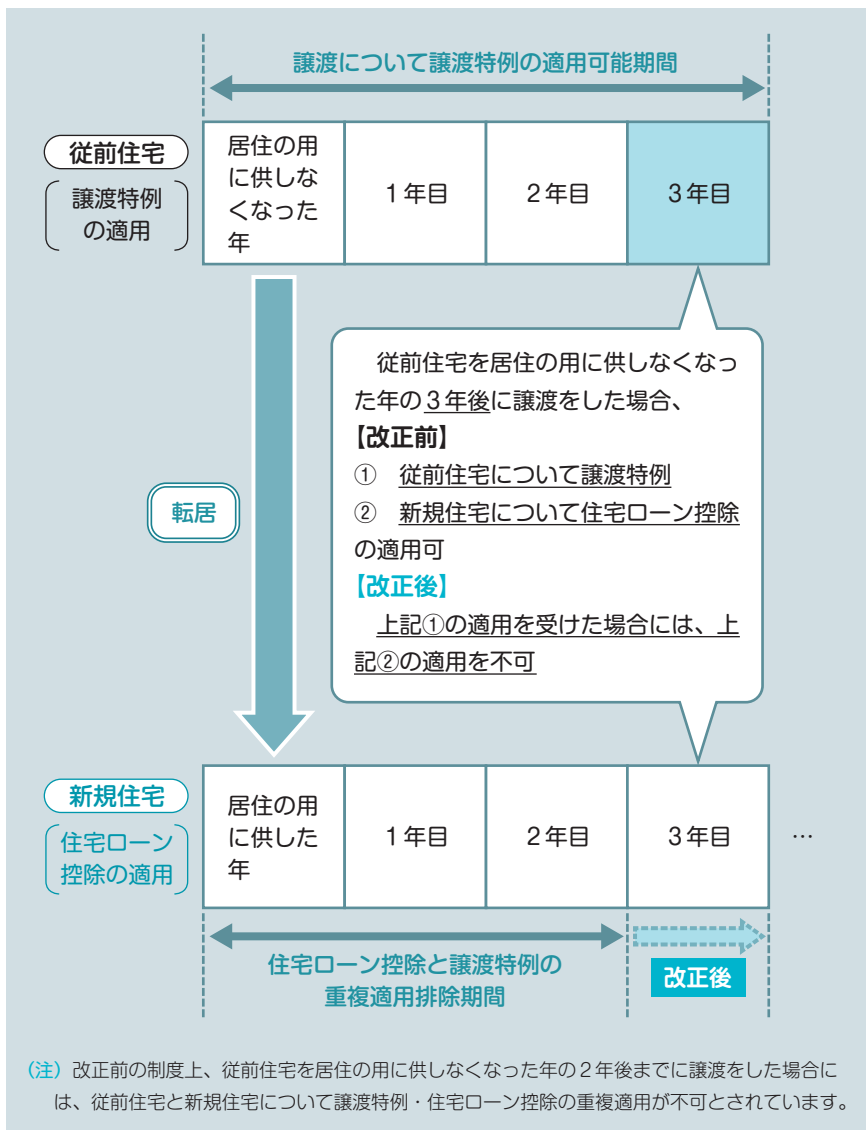 譲渡について譲渡特例の適用可能期間
従前住宅
譲渡特例
の適用
居住の用
に供しな
くなった
年
1年目
2年目
3年目
従前住宅を居住の用に供しなくなっ
た年の3年後に譲渡をした場合、
【改正前】
① 従前住宅について譲渡特例
② 新規住宅について住宅ローン控除
の適用可
【改正後】
上記①の適用を受けた場合には、上
記②の適用を不可
転居
新規住宅
住宅ローン
控除の適用
居住の用
に供した
年
1年目
2年目
3年目
…
住宅ローン控除と譲渡特例の
重複適用排除期間
改正後
(注) 改正前の制度上、従前住宅を居住の用に供しなくなった年の2年後までに譲渡をした場合に
は、従前住宅と新規住宅について譲渡特例・住宅ローン控除の重複適用が不可とされています。